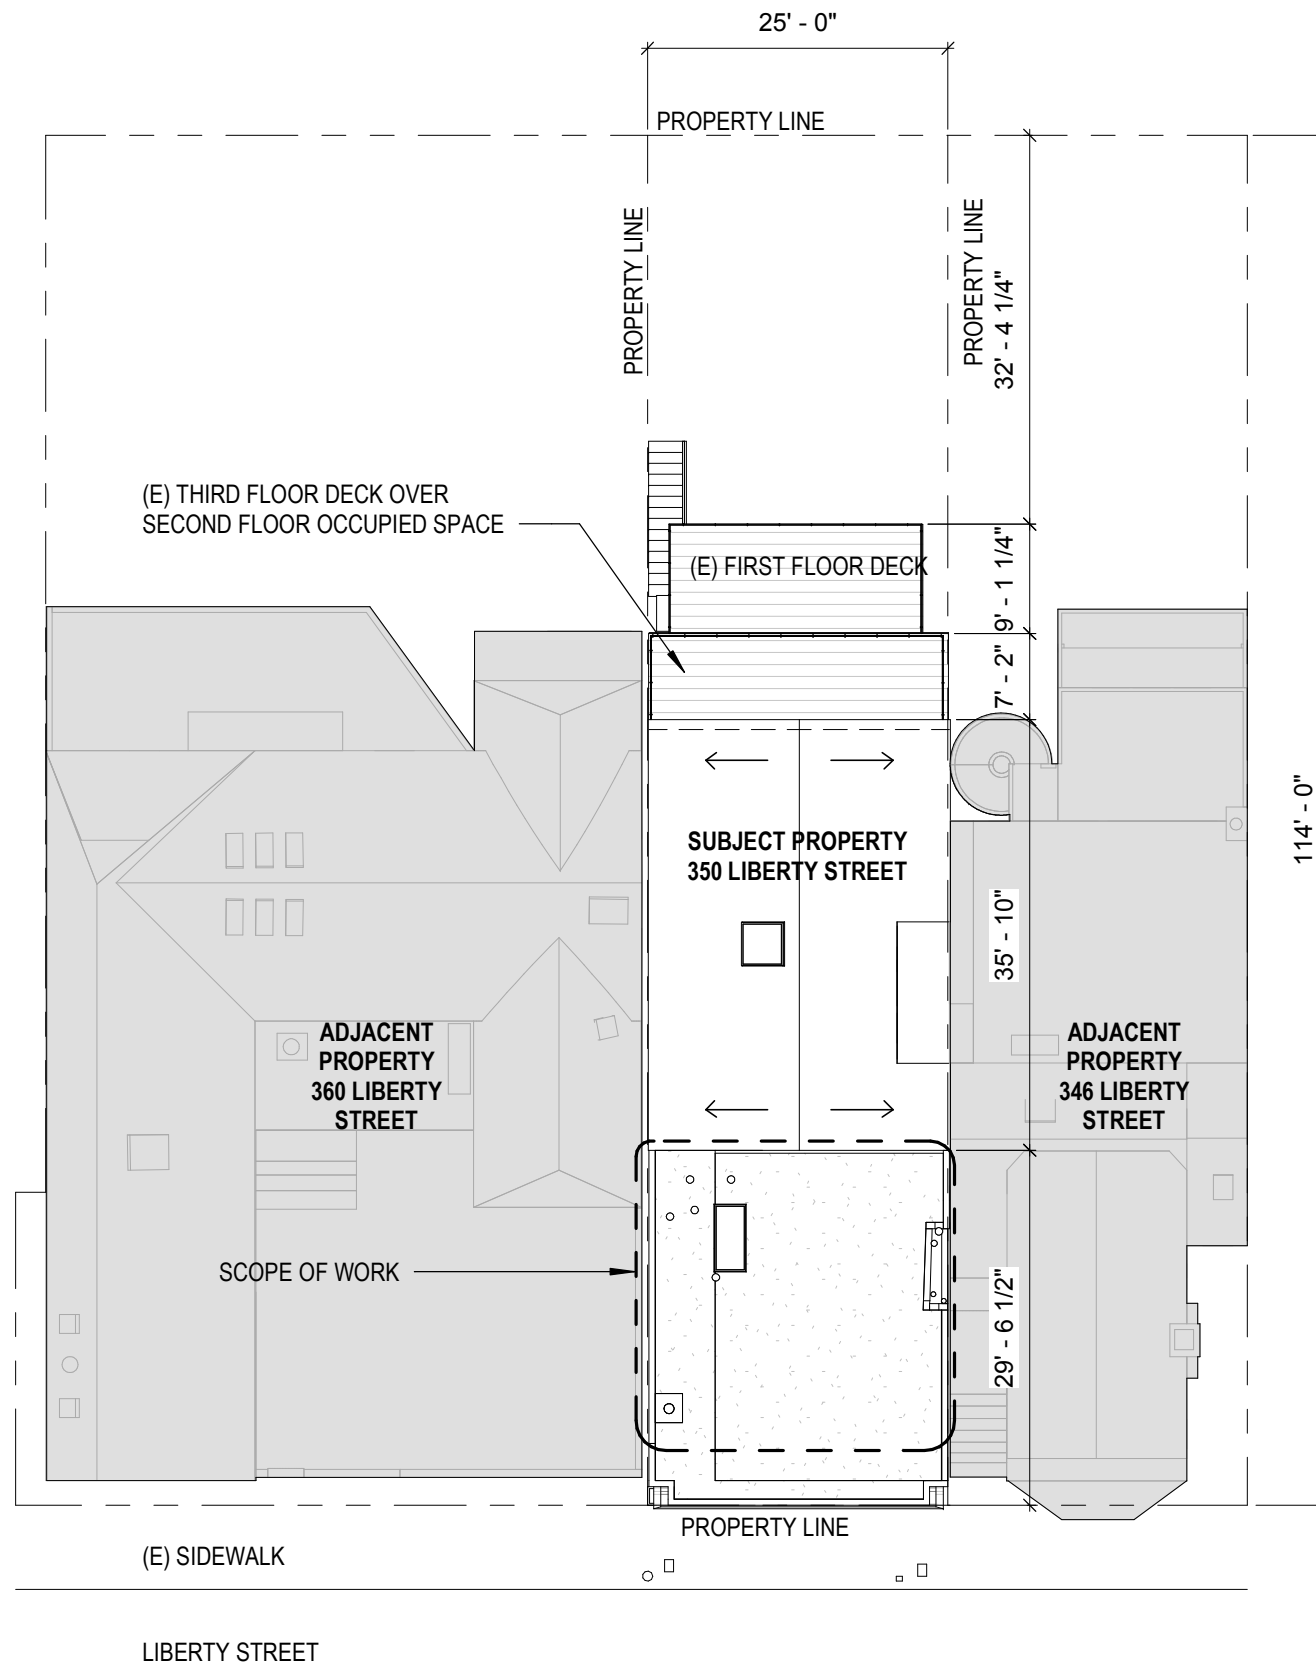 25' - 0"
PROPERTY LINE
PROPERTY LINE
PROPERTY LINE
32' - 4 1/4"
(E) THIRD FLOOR DECK OVER
SECOND FLOOR OCCUPIED SPACE
(E) FIRST FLOOR DECK
9' - 1 1/4"
7' - 2"
114' - 0"
SUBJECT PROPERTY
350 LIBERTY STREET
35' - 10"
ADJACENT
PROPERTY
360 LIBERTY
STREET
ADJACENT
PROPERTY
346 LIBERTY
STREET
SCOPE OF WORK
29' - 6 1/2"
PROPERTY LINE
(E) SIDEWALK
LIBERTY STREET